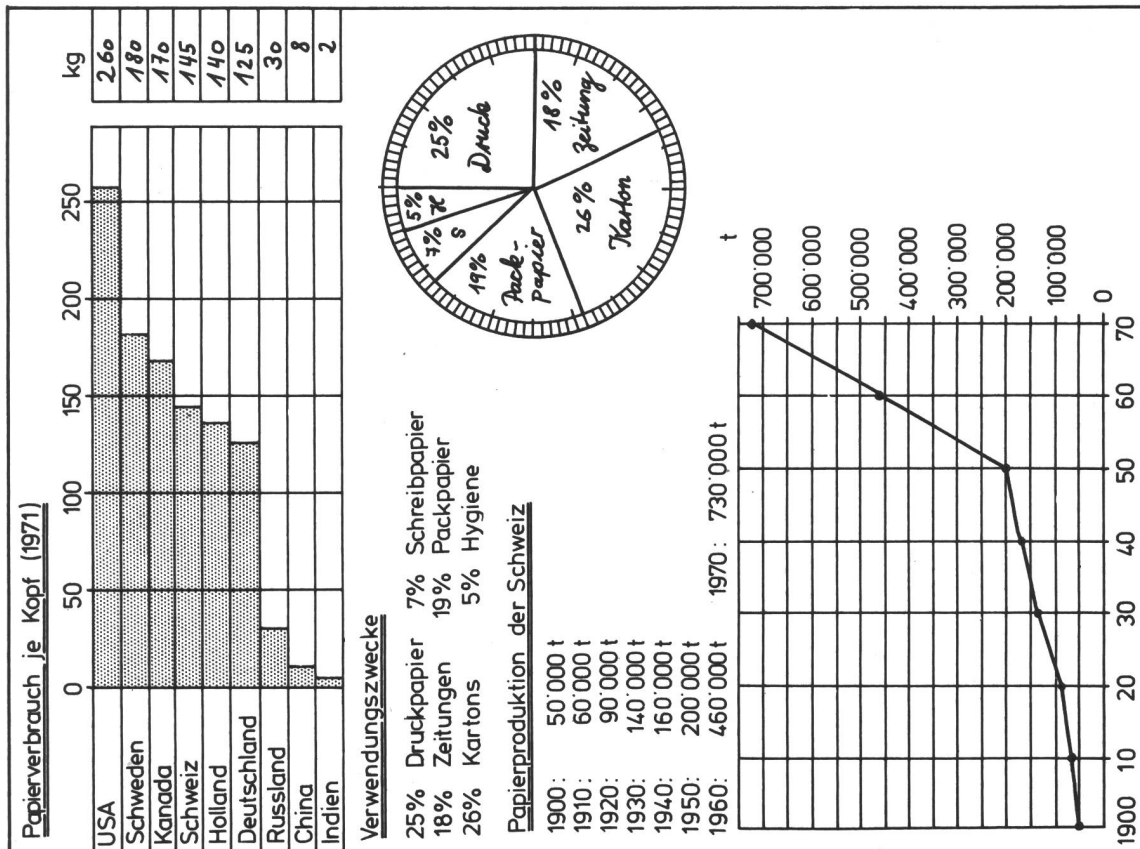 Papierverbrauch je Kopf (1971)
0 50 100 150 200 250 kg
USA 260
Schweden 180
Kanada 170
Schweiz 145
Holland 140
Deutschland 125
Russland 30
China 8
Indien 2
Verwendungszwecke
25% Druckpapier 7% Schreibpapier
18% Zeitungen 19% Packpapier
26% Kartons 5% Hygiene
25%
Druck
18%
Zeitung
26%
Karton
19%
Pack-
papier
7%
S
5%
H
Papierproduktion der Schweiz
1900: 50'000 t
1910: 60'000 t
1920: 90'000 t
1930: 140'000 t
1940: 160'000 t
1950: 200'000 t
1960: 460'000 t 1970: 730'000 t
t
700'000
600'000
500'000
400'000
300'000
200'000
100'000
0
1900 10 20 30 40 50 60 70